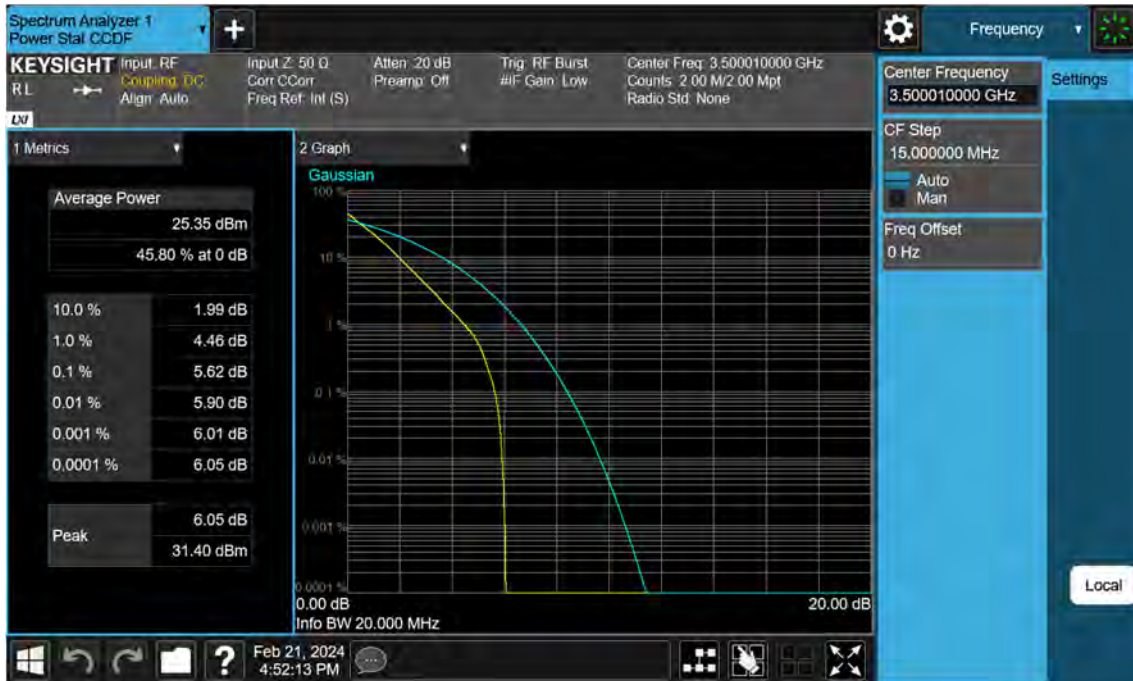 Spectrum Analyzer 1
Power Stat CCDF
+
Frequency
KEYSIGHT
RL
LXI
Input: RF
Coupling: DC
Align: Auto
Input Z: 50 Ω
Corr CCorr
Freq Ref: Int (S)
Atten: 20 dB
Preamp: Off
Trig: RF Burst
#IF Gain: Low
Center Freq: 3.500010000 GHz
Counts: 2.00 M/2.00 Mpt
Radio Std: None
Center Frequency
3.500010000 GHz
Settings
CF Step
15.000000 MHz
Auto
Man
Freq Offset
0 Hz
Local
1 Metrics
Average Power
25.35 dBm
45.80 % at 0 dB
10.0 % 1.99 dB
1.0 % 4.46 dB
0.1 % 5.62 dB
0.01 % 5.90 dB
0.001 % 6.01 dB
0.0001 % 6.05 dB
Peak
6.05 dB
31.40 dBm
2 Graph
Gaussian
100 %
10 %
1 %
0.1 %
0.01 %
0.001 %
0.0001 %
0.00 dB 20.00 dB
Info BW 20.000 MHz
?
Feb 21, 2024
4:52:13 PM